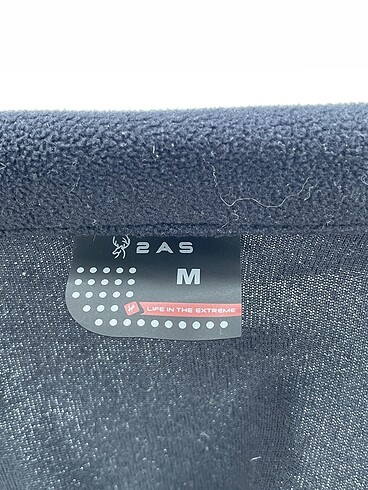 2AS
M
LIFE IN THE EXTREME